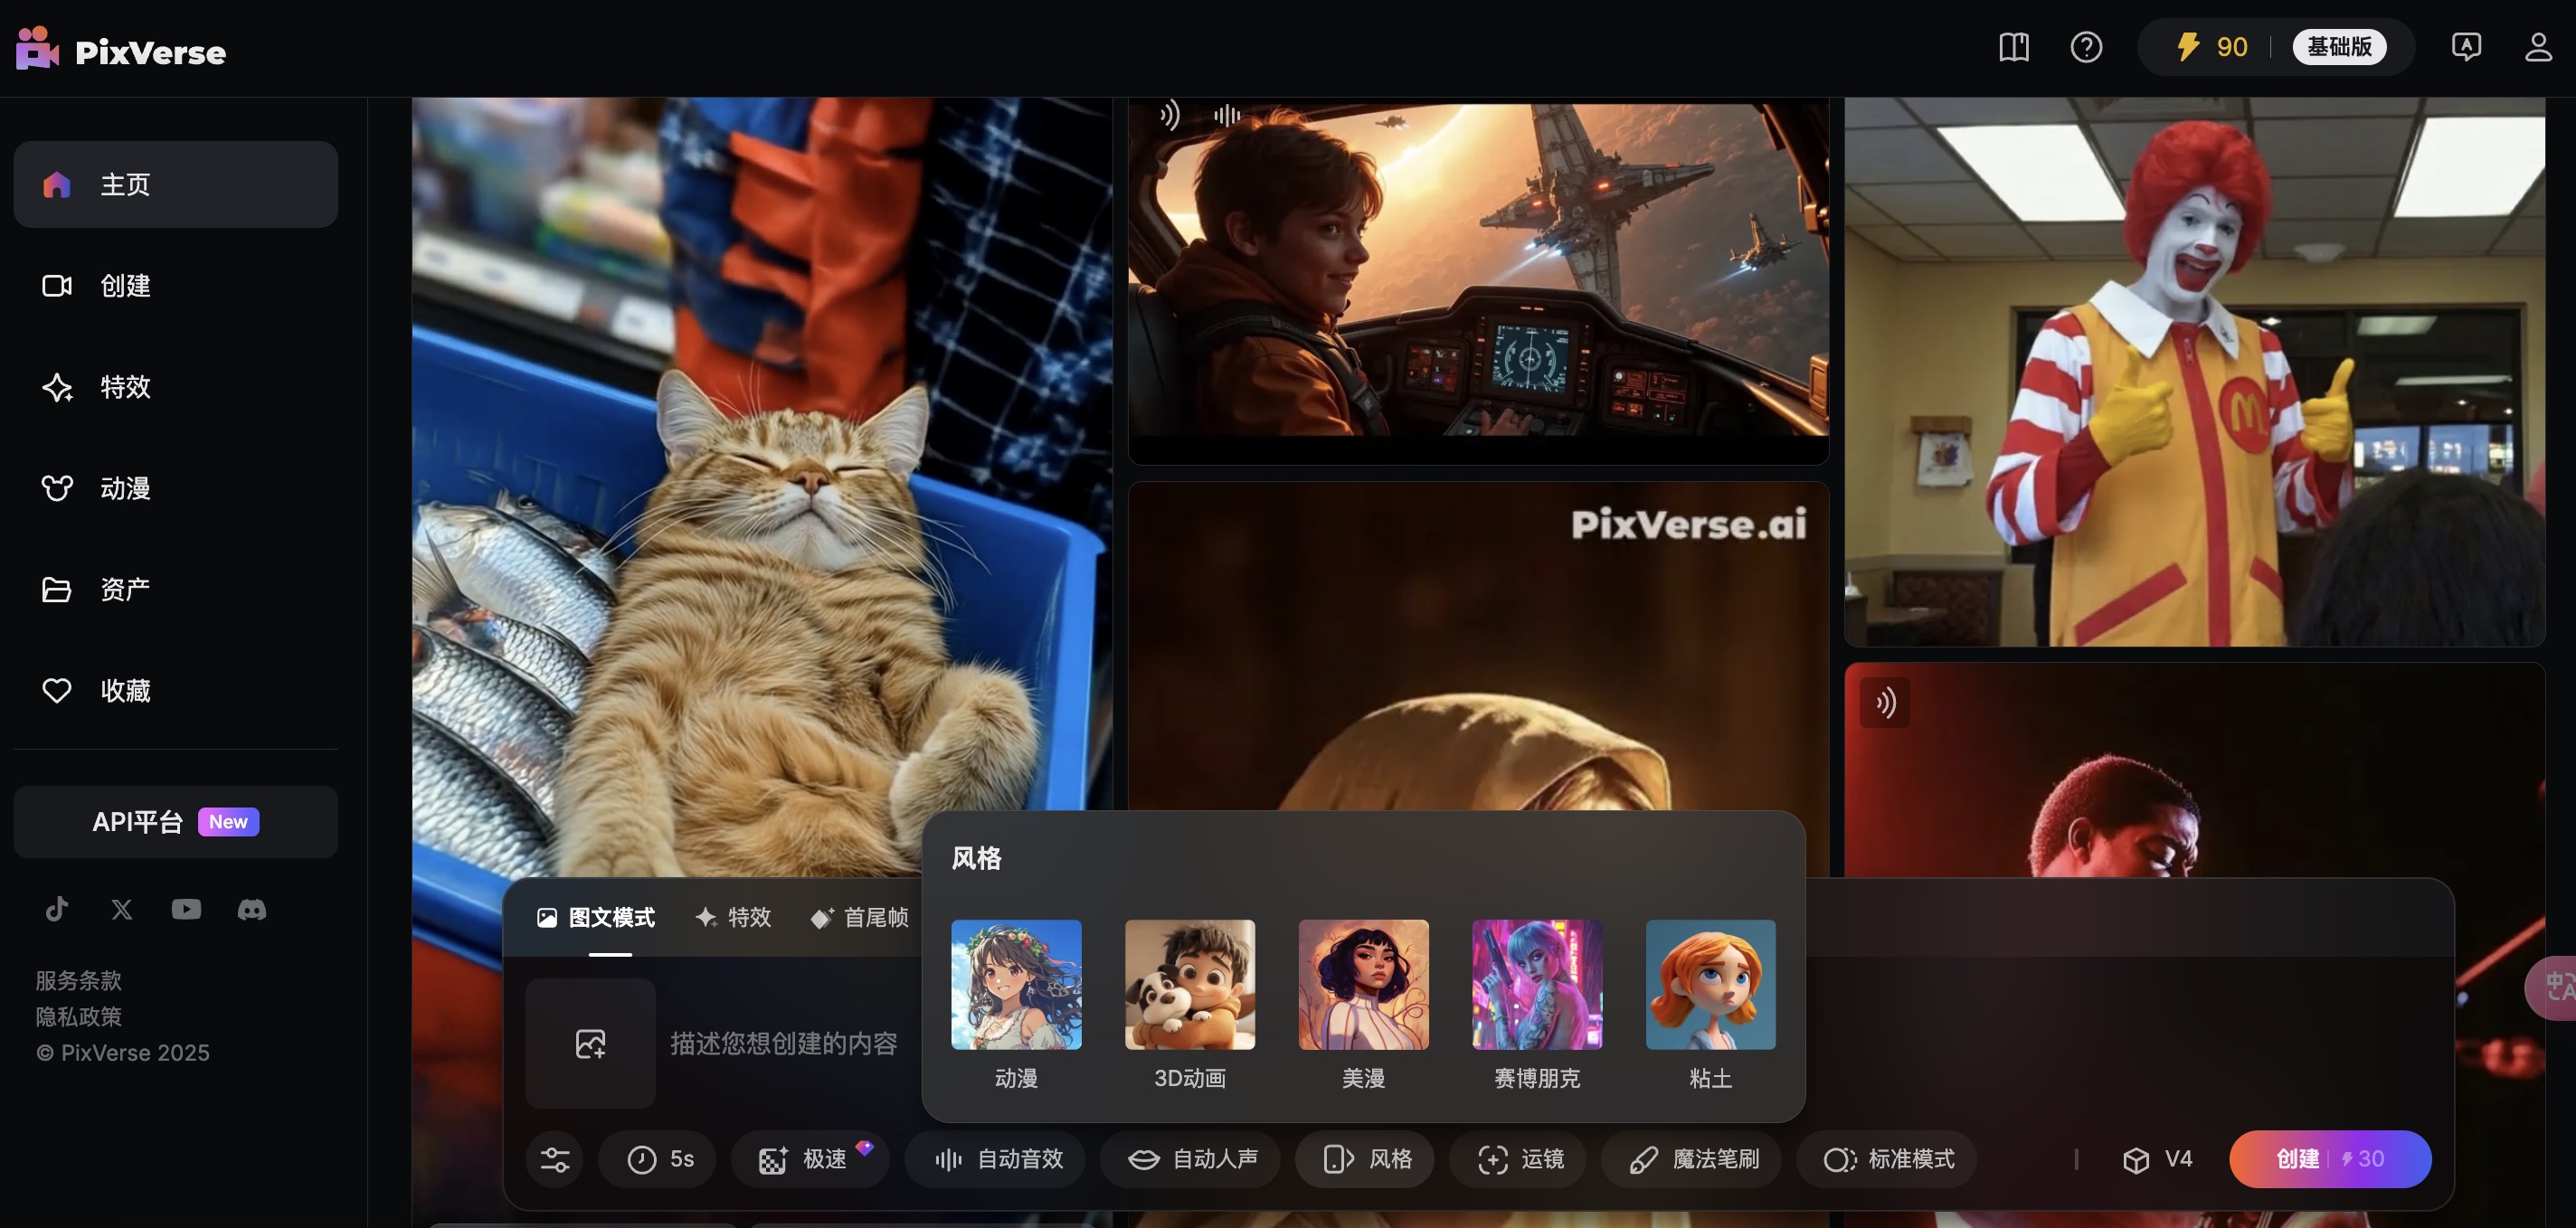 PixVerse
90
基础版
主页
创建
特效
动漫
资产
收藏
API平台 New
服务条款
隐私政策
© PixVerse 2025
PixVerse.ai
风格
动漫
3D动画
美漫
赛博朋克
粘土
图文模式
特效
首尾帧
描述您想创建的内容
5s
极速
自动音效
自动人声
风格
运镜
魔法笔刷
标准模式
V4
创建 30